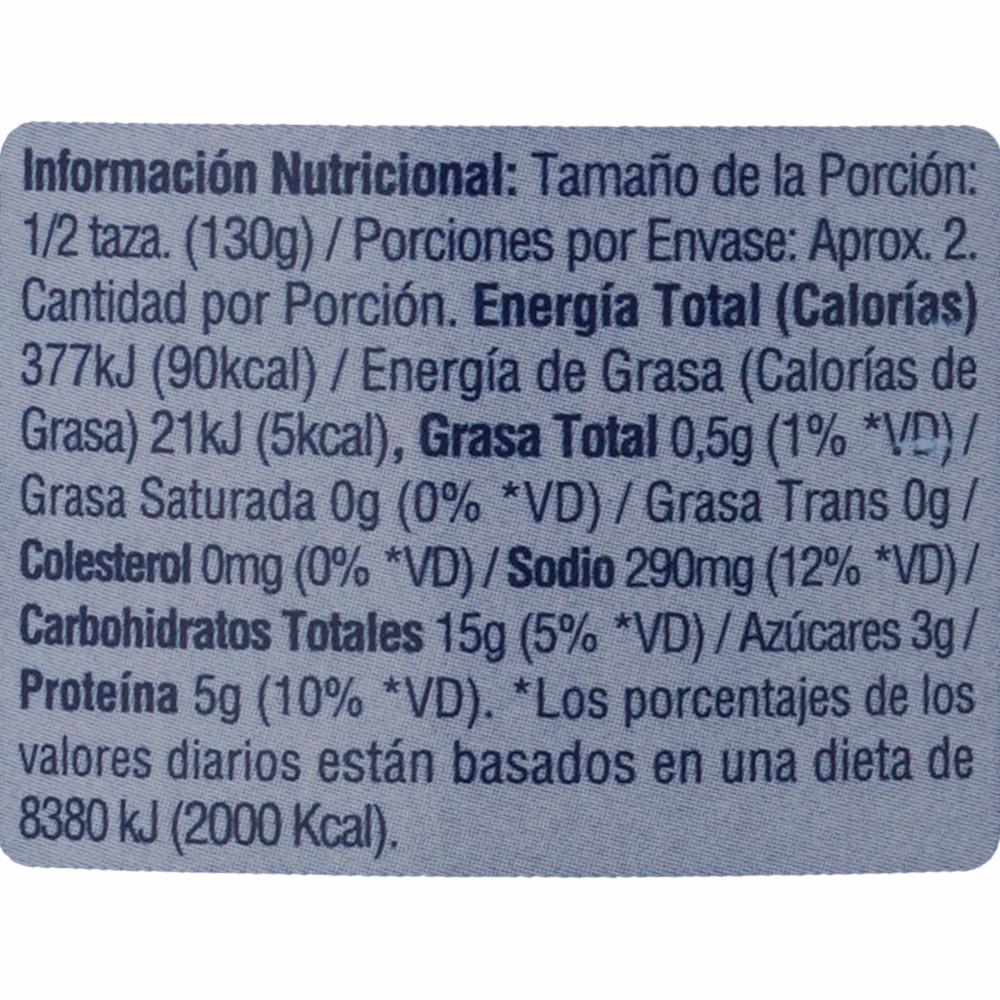 Información Nutricional: Tamaño de la Porción:
1/2 taza. (130g) / Porciones por Envase: Aprox. 2.
Cantidad por Porción. Energía Total (Calorías)
377kJ (90kcal) / Energía de Grasa (Calorías de
Grasa) 21kJ (5kcal), Grasa Total 0,5g (1% *VD) /
Grasa Saturada 0g (0% *VD) / Grasa Trans 0g /
Colesterol 0mg (0% *VD) / Sodio 290mg (12% *VD) /
Carbohidratos Totales 15g (5% *VD) / Azúcares 3g /
Proteína 5g (10% *VD). *Los porcentajes de los
valores diarios están basados en una dieta de
8380 kJ (2000 Kcal).